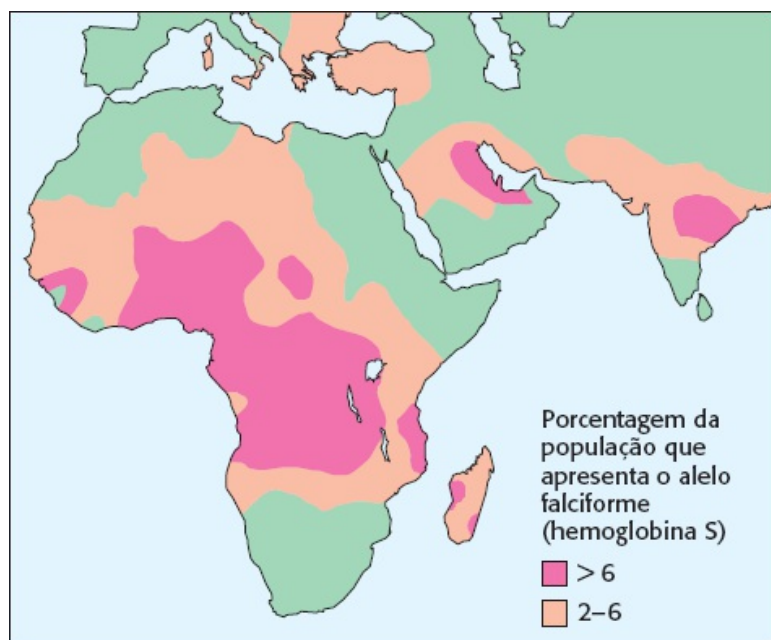 Porcentagem da
população que
apresenta o alelo
falciforme
(hemoglobina S)
> 6
2–6